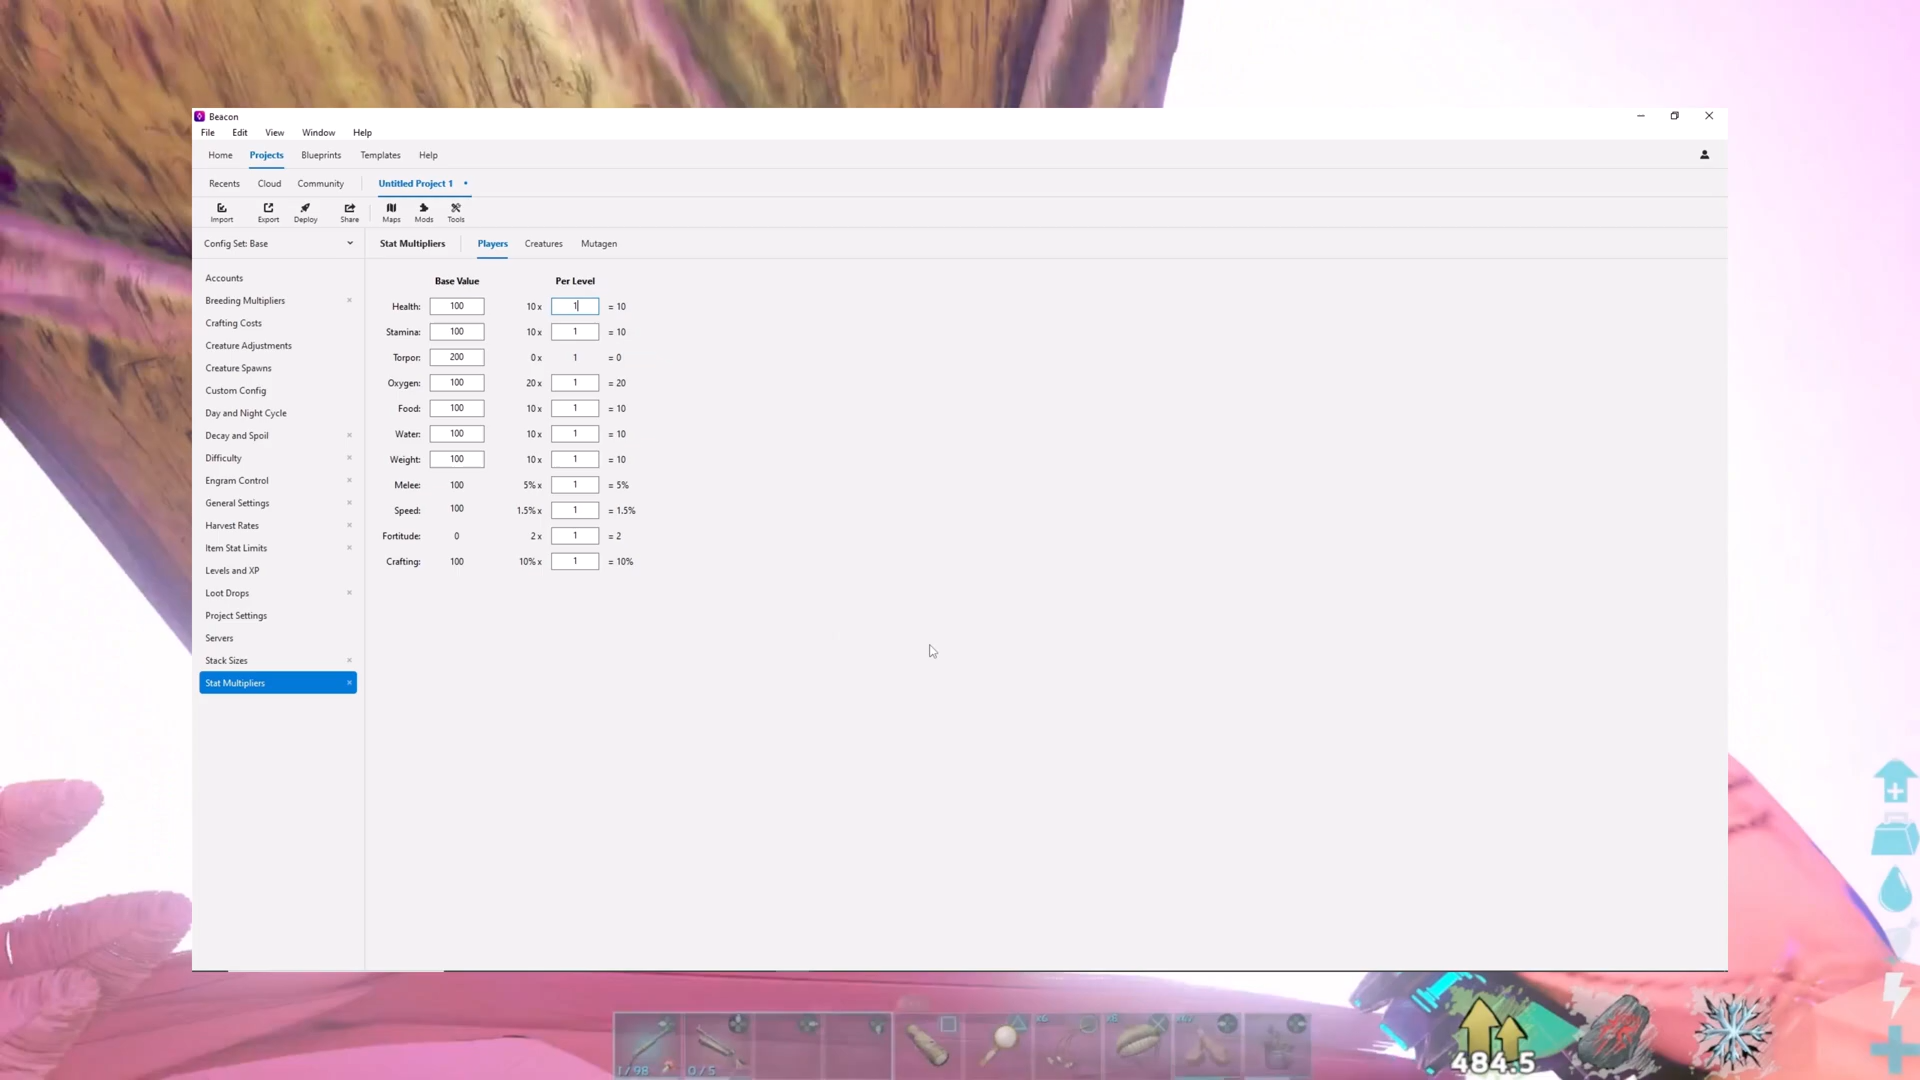 Beacon
File Edit View Window Help
Home Projects Blueprints Templates Help
Recents Cloud Community Untitled Project 1 •
Import Export Deploy Share Maps Mods Tools
Config Set: Base
Stat Multipliers Players Creatures Mutagen
Accounts
Breeding Multipliers
Crafting Costs
Creature Adjustments
Creature Spawns
Custom Config
Day and Night Cycle
Decay and Spoil
Difficulty
Engram Control
General Settings
Harvest Rates
Item Stat Limits
Levels and XP
Loot Drops
Project Settings
Servers
Stack Sizes
Stat Multipliers
Base Value Per Level
Health: 100 10 x 1 = 10
Stamina: 100 10 x 1 = 10
Torpor: 200 0 x 1 = 0
Oxygen: 100 20 x 1 = 20
Food: 100 10 x 1 = 10
Water: 100 10 x 1 = 10
Weight: 100 10 x 1 = 10
Melee: 100 5% x 1 = 5%
Speed: 100 1.5% x 1 = 1.5%
Fortitude: 0 2 x 1 = 2
Crafting: 100 10% x 1 = 10%
1/98 0/5 x6
484.5